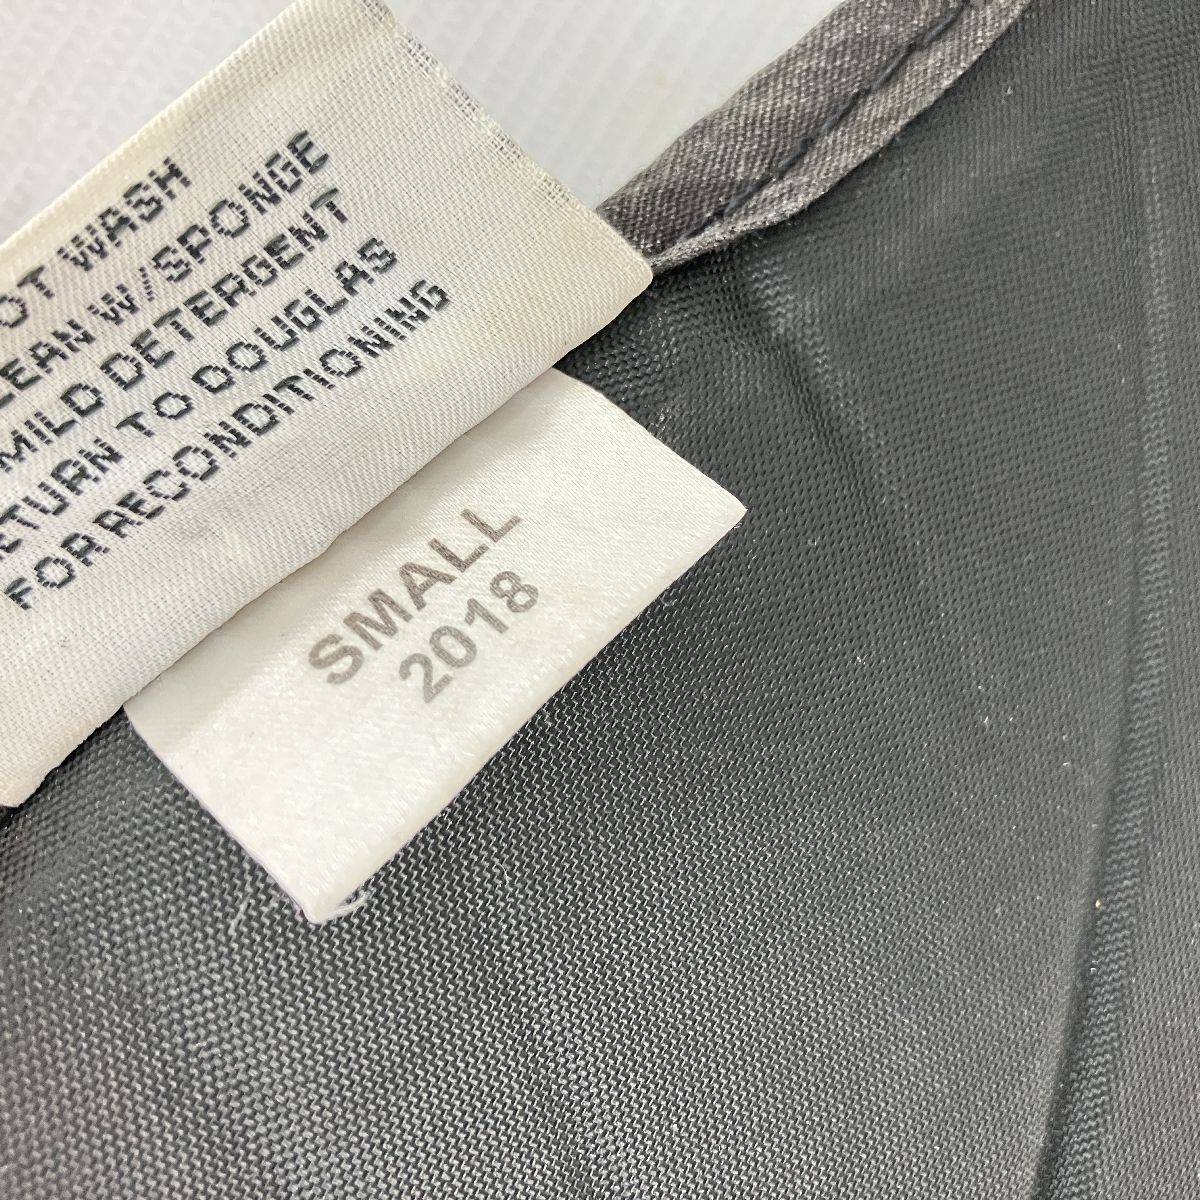 OT WASH
LEAN W/SPONGE
MILD DETERGENT
ETURN TO DOUGLAS
FOR RECONDITIONING
SMALL
2018